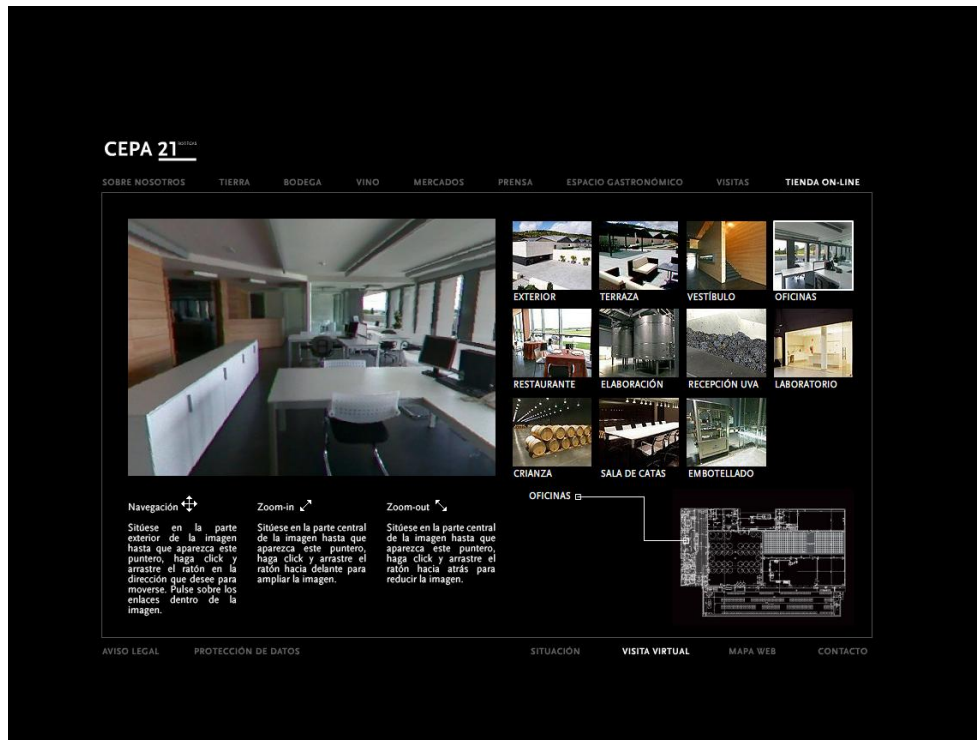 CEPA 21
SOBRE NOSOTROS TIERRA BODEGA VINO MERCADOS PRENSA ESPACIO GASTRONÓMICO VISITAS TIENDA ON-LINE
EXTERIOR TERRAZA VESTÍBULO OFICINAS
RESTAURANTE ELABORACIÓN RECEPCIÓN UVA LABORATORIO
CRIANZA SALA DE CATAS EMBOTELLADO
OFICINAS
Navegación
Sitúese en la parte
exterior de la imagen
hasta que aparezca este
puntero, haga click y
arrastre el ratón en la
dirección que desee para
moverse. Pulse sobre los
enlaces dentro de la
imagen.
Zoom-in
Sitúese en la parte central
de la imagen hasta que
aparezca este puntero,
haga click y arrastre el
ratón hacia delante para
ampliar la imagen.
Zoom-out
Sitúese en la parte central
de la imagen hasta que
aparezca este puntero,
haga click y arrastre el
ratón hacia atrás para
reducir la imagen.
AVISO LEGAL PROTECCIÓN DE DATOS SITUACIÓN VISITA VIRTUAL MAPA WEB CONTACTO